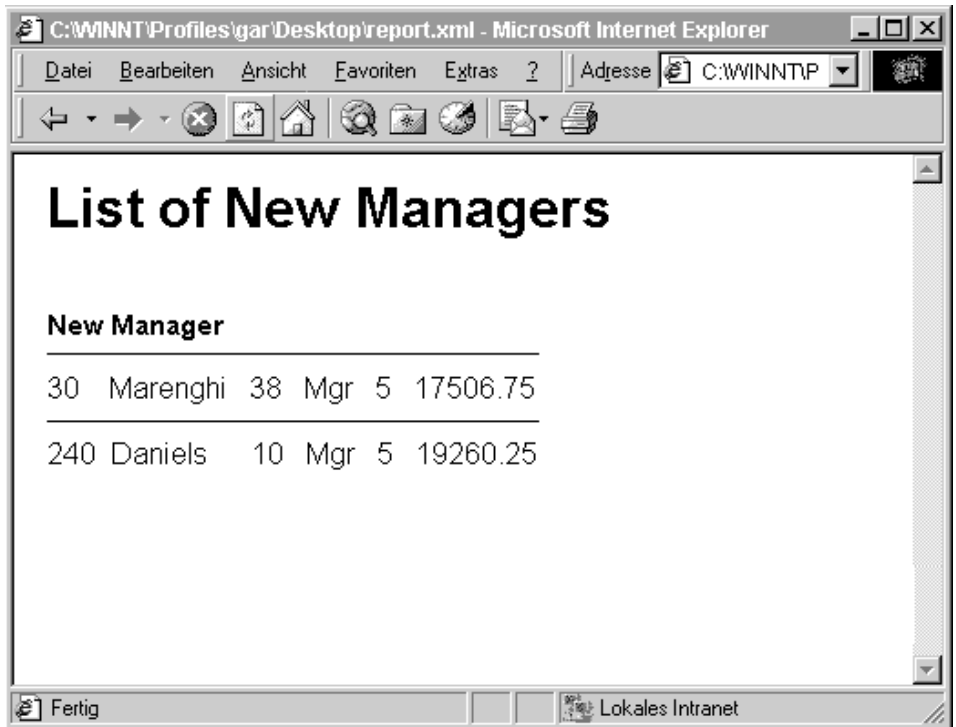 C:\WINNT\Profiles\gar\Desktop\report.xml - Microsoft Internet Explorer
Datei Bearbeiten Ansicht Favoriten Extras ? Adresse C:\WINNT\P
List of New Managers
New Manager
30 Marenghi 38 Mgr 5 17506.75
240 Daniels 10 Mgr 5 19260.25
Fertig Lokales Intranet